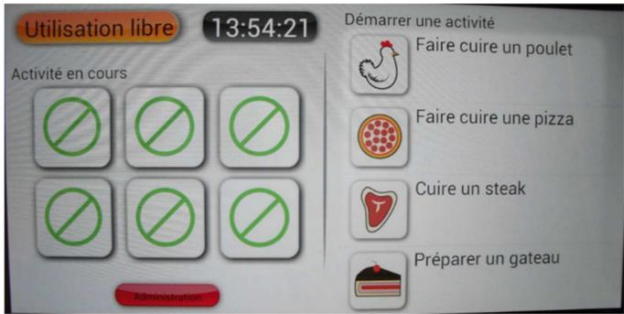 Utilisation libre
13:54:21
Activité en cours
Administration
Démarrer une activité
Faire cuire un poulet
Faire cuire une pizza
Cuire un steak
Préparer un gateau